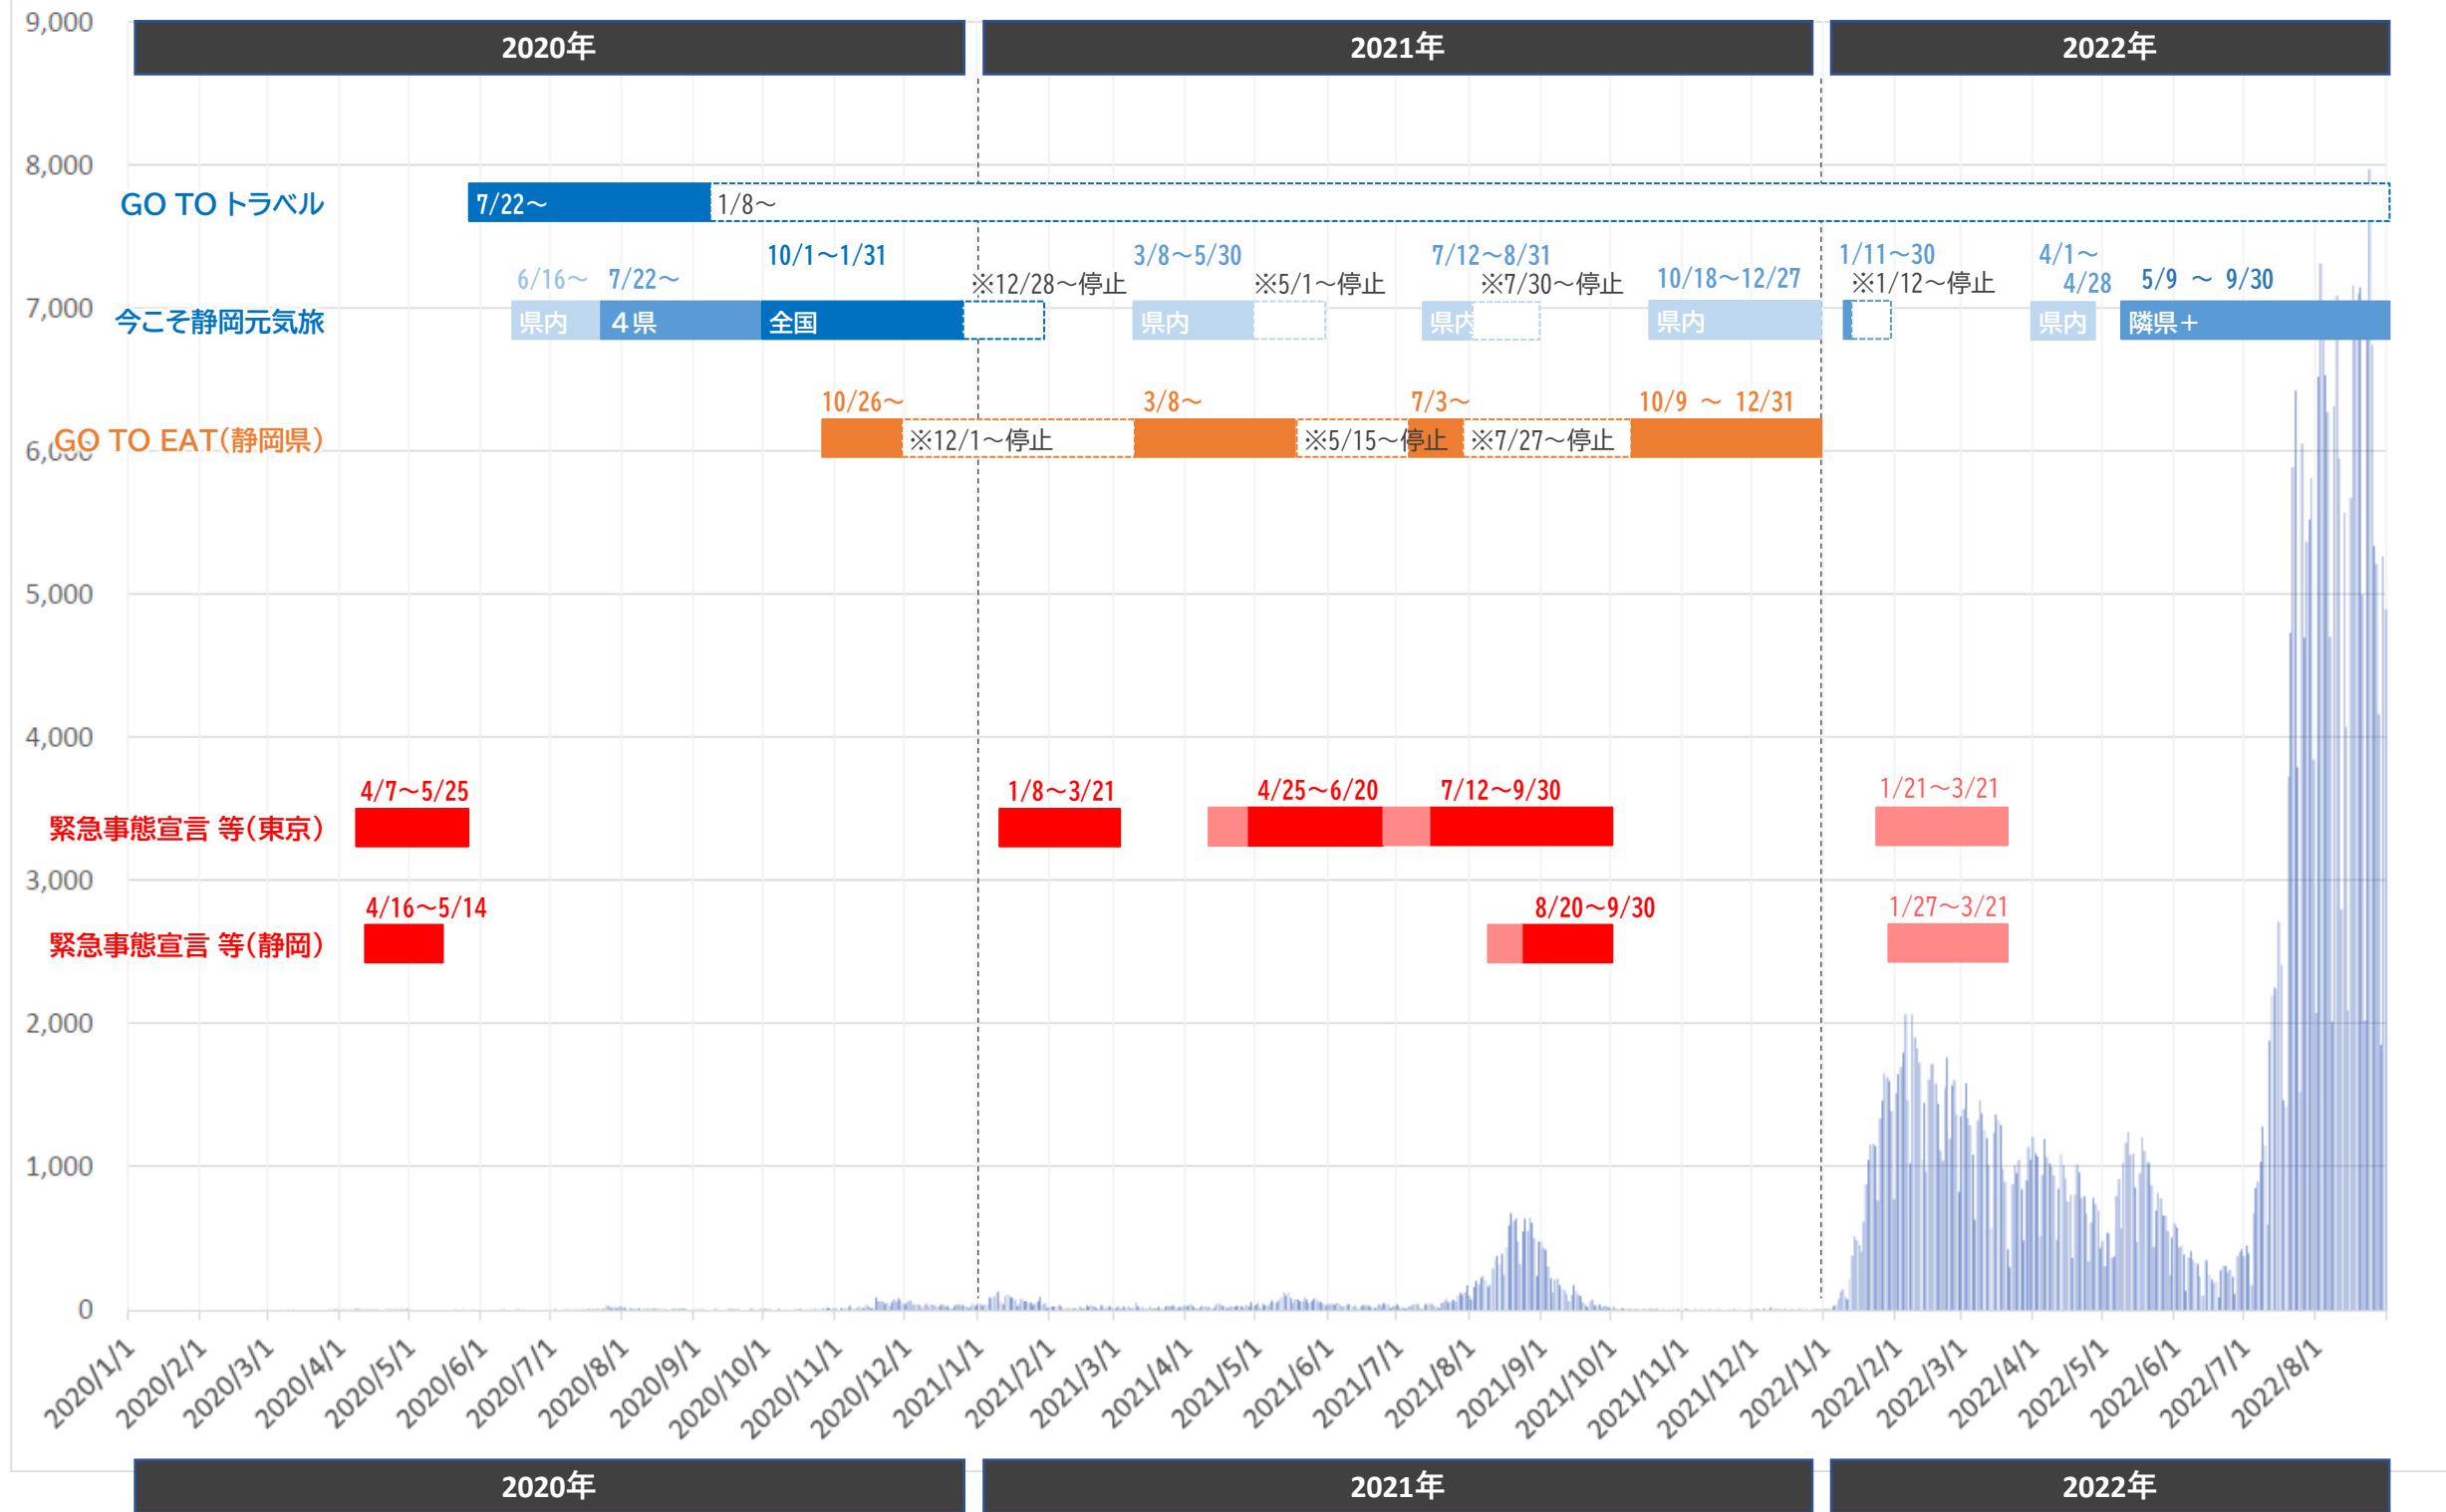 9,000
2020年
2021年
2022年
8,000
GO TO トラベル
7/22～
1/8～
10/1～1/31
3/8～5/30
7/12～8/31
1/11～30
4/1～
6/16～
7/22～
※12/28～停止
※5/1～停止
※7/30～停止
10/18～12/27
※1/12～停止
4/28
5/9 ～ 9/30
7,000
今こそ静岡元気旅
県内
４県
全国
県内
県内
県内
県内
隣県＋
10/26～
3/8～
7/3～
10/9 ～ 12/31
6,000
GO TO EAT（静岡県）
※12/1～停止
※5/15～停止
※7/27～停止
5,000
4,000
4/7～5/25
1/8～3/21
4/25～6/20
7/12～9/30
1/21～3/21
緊急事態宣言 等（東京）
3,000
4/16～5/14
8/20～9/30
1/27～3/21
緊急事態宣言 等（静岡）
2,000
1,000
0
2020/1/1
2020/2/1
2020/3/1
2020/4/1
2020/5/1
2020/6/1
2020/7/1
2020/8/1
2020/9/1
2020/10/1
2020/11/1
2020/12/1
2021/1/1
2021/2/1
2021/3/1
2021/4/1
2021/5/1
2021/6/1
2021/7/1
2021/8/1
2021/9/1
2021/10/1
2021/11/1
2021/12/1
2022/1/1
2022/2/1
2022/3/1
2022/4/1
2022/5/1
2022/6/1
2022/7/1
2022/8/1
2020年
2021年
2022年